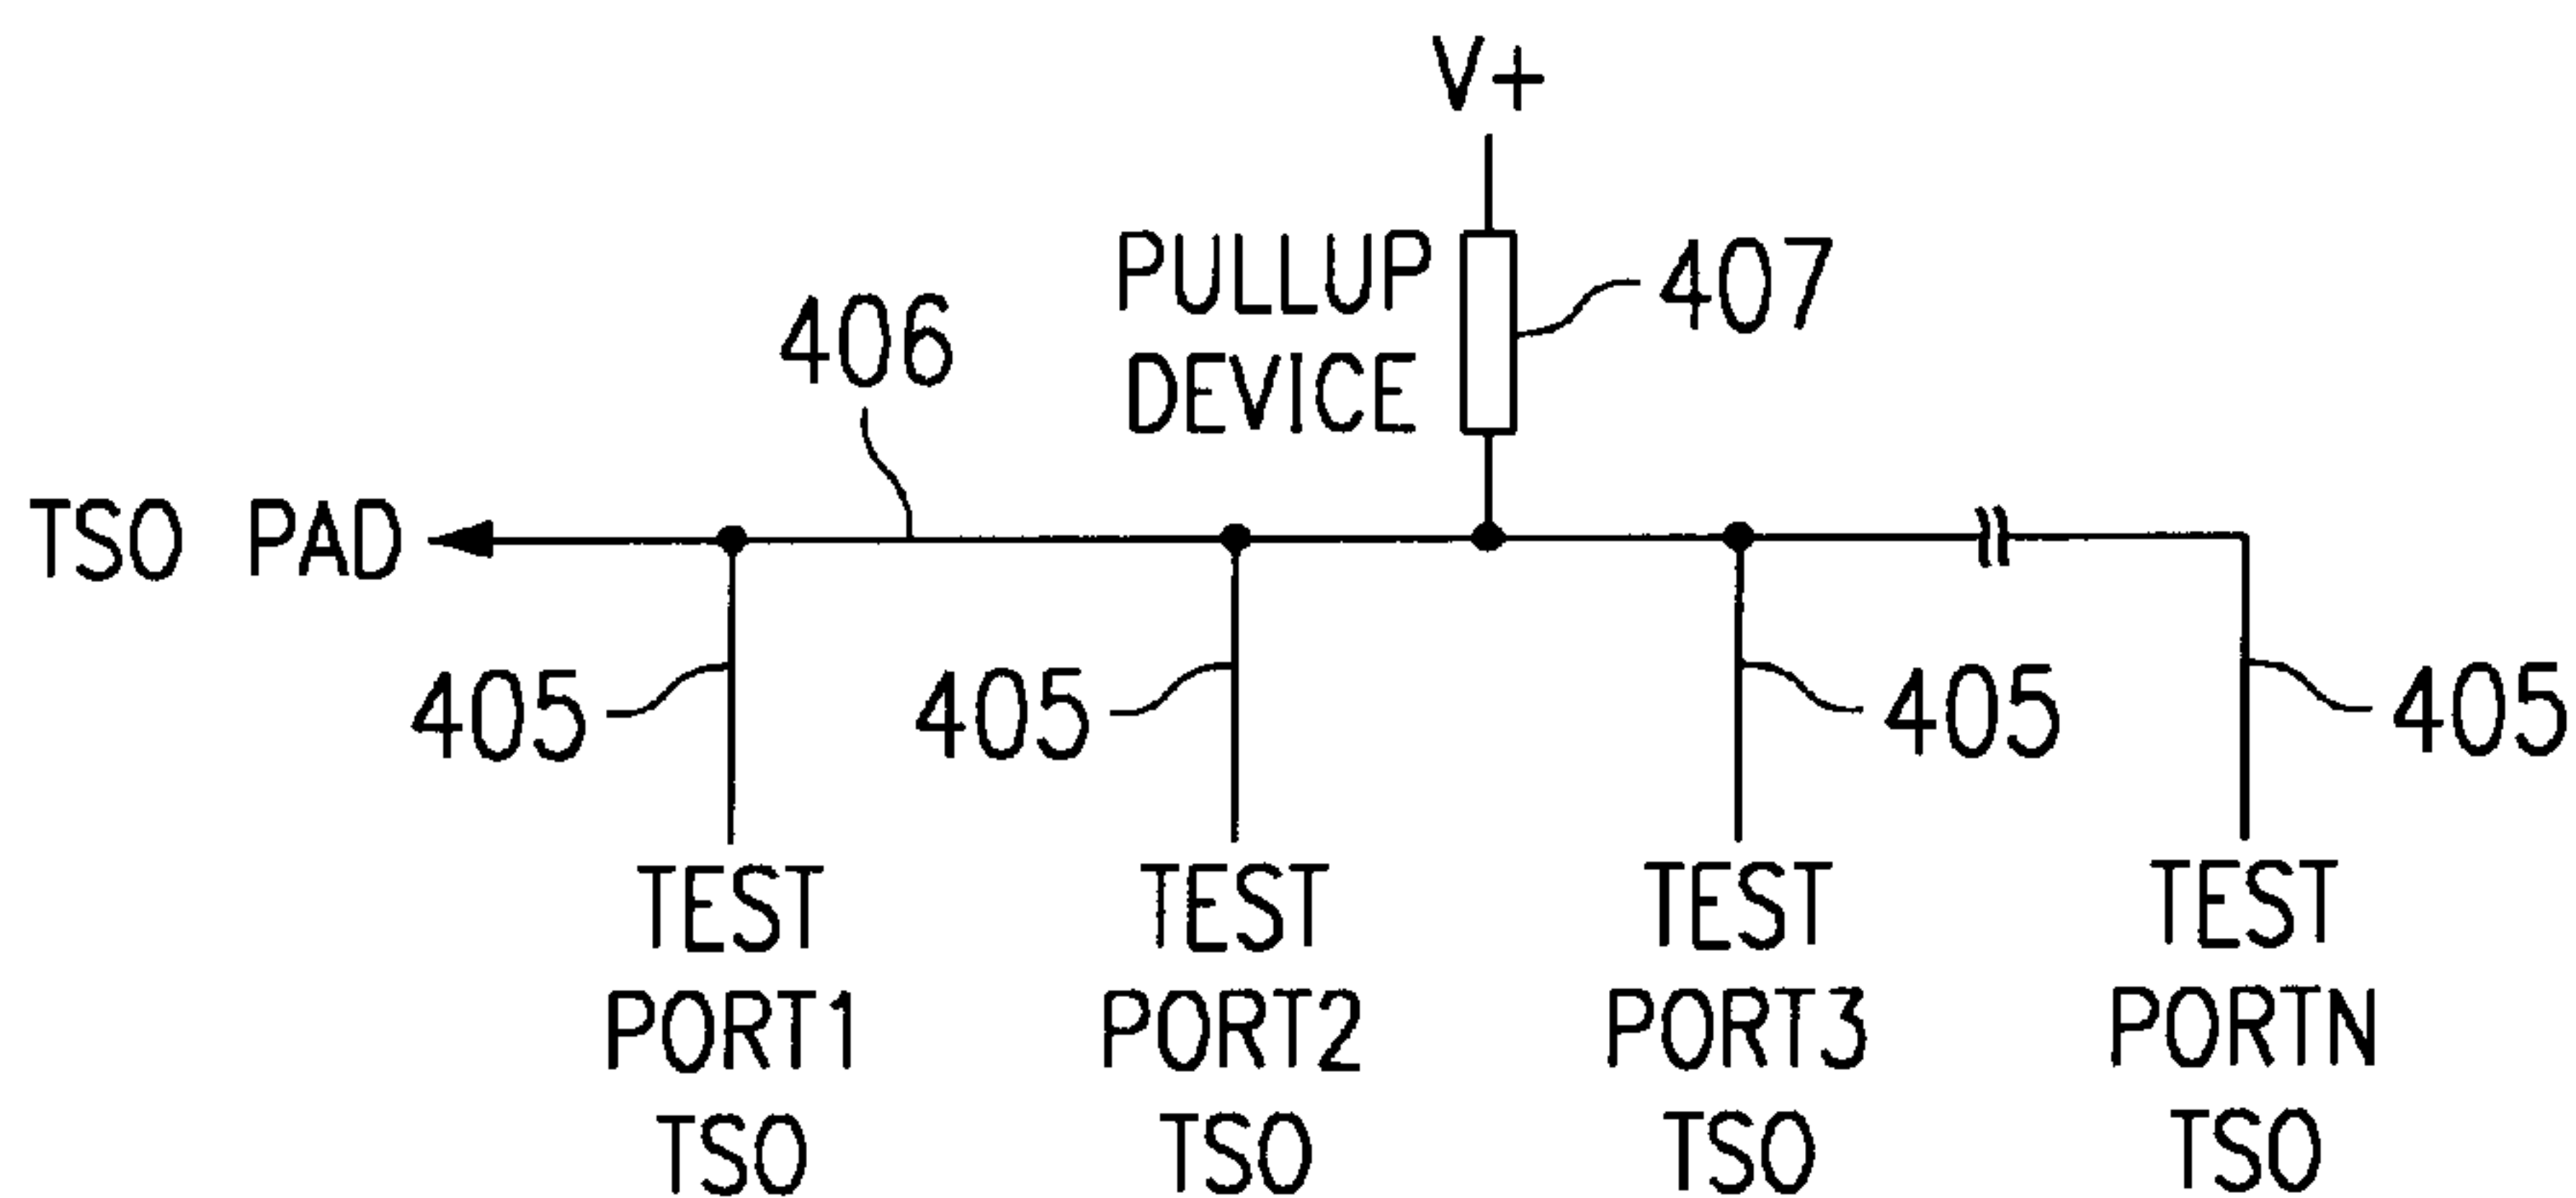 V+
PULLUP
DEVICE
407
406
TSO PAD
405
405
405
405
TEST
PORT1
TSO
TEST
PORT2
TSO
TEST
PORT3
TSO
TEST
PORTN
TSO